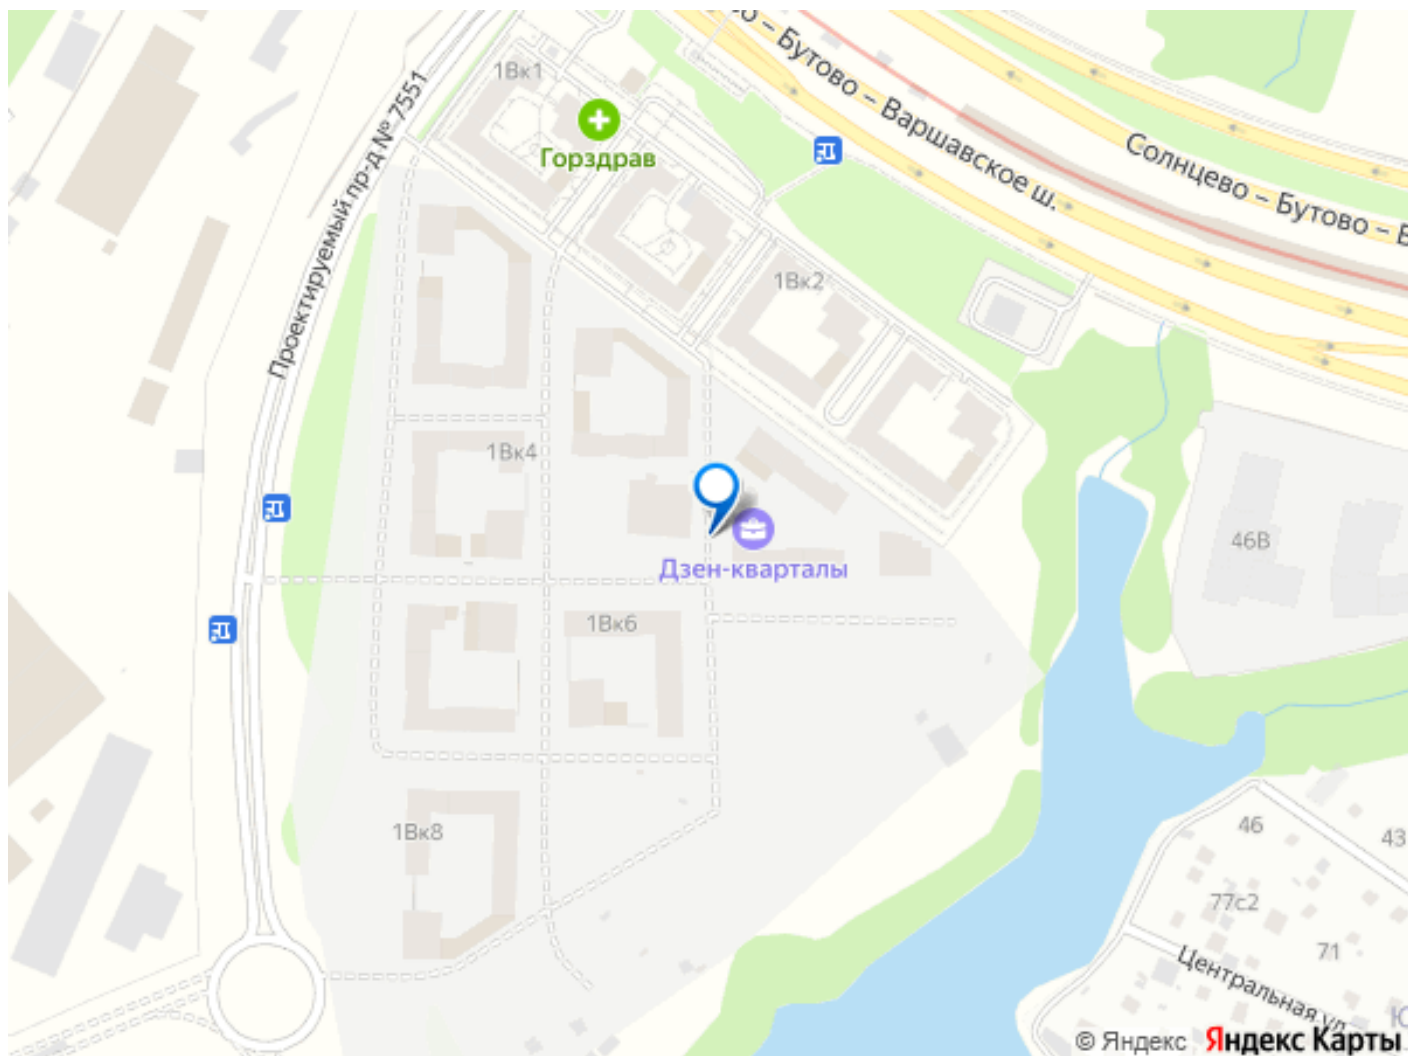 1Вк1
Проектируемый пр-д № 7551
Горздрав
Бутово – Варшавское ш.
Солнцево – Бутово –
1Вк2
1Вк4
46В
Дзен-кварталы
1Вк6
1Вк8
46
43
77с2
71
Центральная ул.
© Яндекс Яндекс Карты